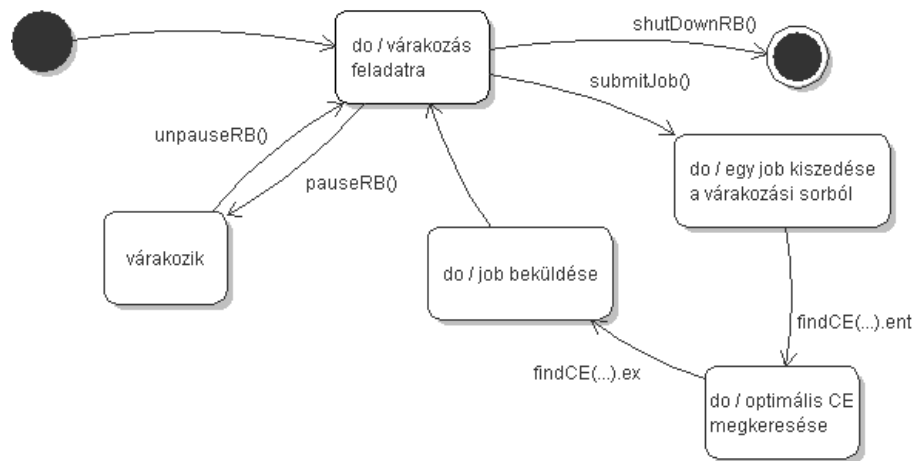 shutDownRB()
do / várakozás
feladatra
submitJob()
unpauseRB()
do / egy job kiszedése
a várakozási sorból
pauseRB()
várakozik
do / job beküldése
findCE(...).ent
findCE(...).ex
do / optimális CE
megkeresése